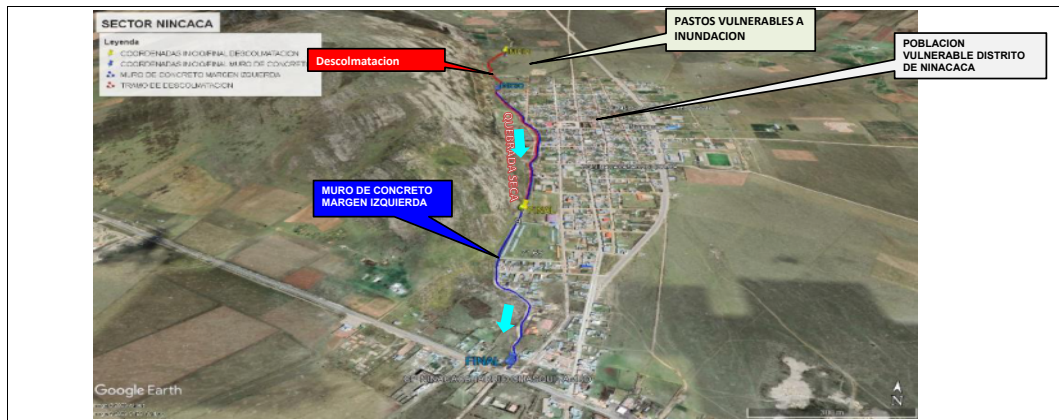 SECTOR NINCACA
Leyenda
COORDENADAS INICIO/FINAL DESCOLMATACION
COORDENADAS INICIO/FINAL MURO DE CONCRETO
MURO DE CONCRETO MARGEN IZQUIERDA
TRAMO DE DESCOLMATACION
Descolmatacion
PASTOS VULNERABLES A
INUNDACION
POBLACION
VULNERABLE DISTRITO
DE NINACACA
QUEBRADA SECA
MURO DE CONCRETO
MARGEN IZQUIERDA
FINAL
Google Earth
N